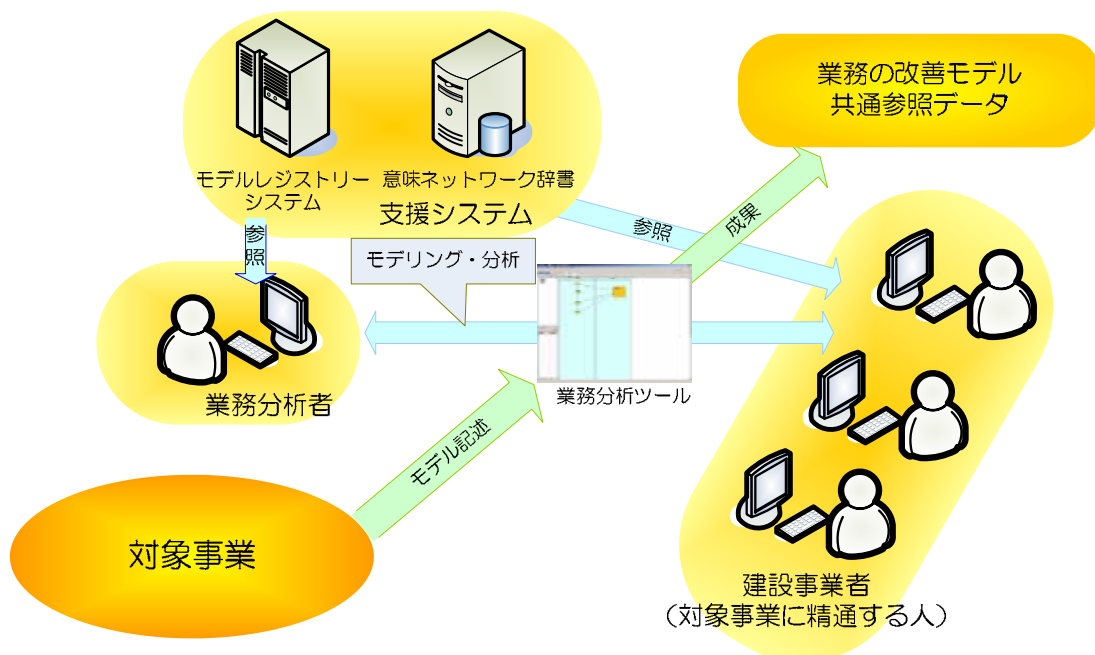 業務の改善モデル
共通参照データ
モデルレジストリー
システム
意味ネットワーク辞書
支援システム
参照
参照
成果
モデリング・分析
業務分析者
業務分析ツール
モデル記述
対象事業
建設事業者
（対象事業に精通する人）